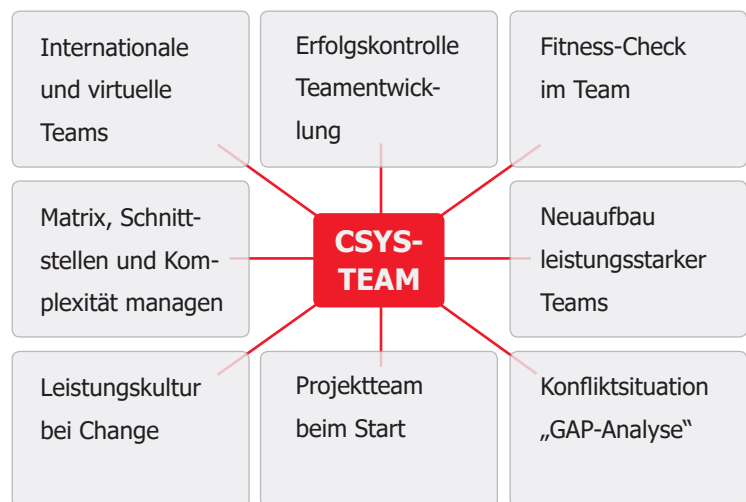 Internationale
und virtuelle
Teams
Erfolgskontrolle
Teamentwick-
lung
Fitness-Check
im Team
Matrix, Schnitt-
stellen und Kom-
plexität managen
CSYS-
TEAM
Neuaufbau
leistungsstarker
Teams
Leistungskultur
bei Change
Projektteam
beim Start
Konfliktsituation
„GAP-Analyse“